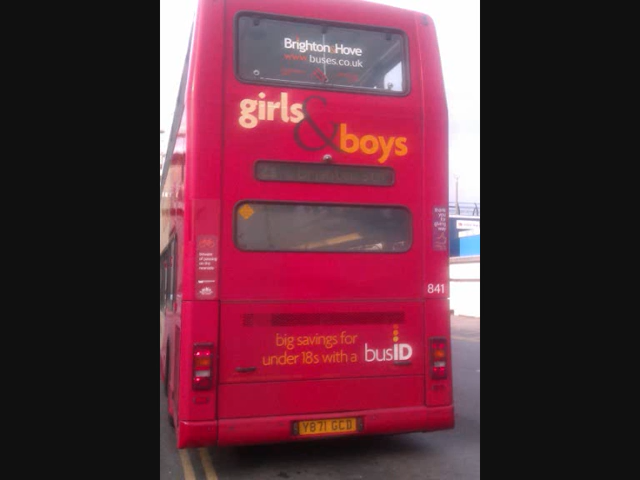 Brighton&Hove
www.buses.co.uk
girls
&
boys
841
big savings for
under 18s with a
busID
Y871 GCD